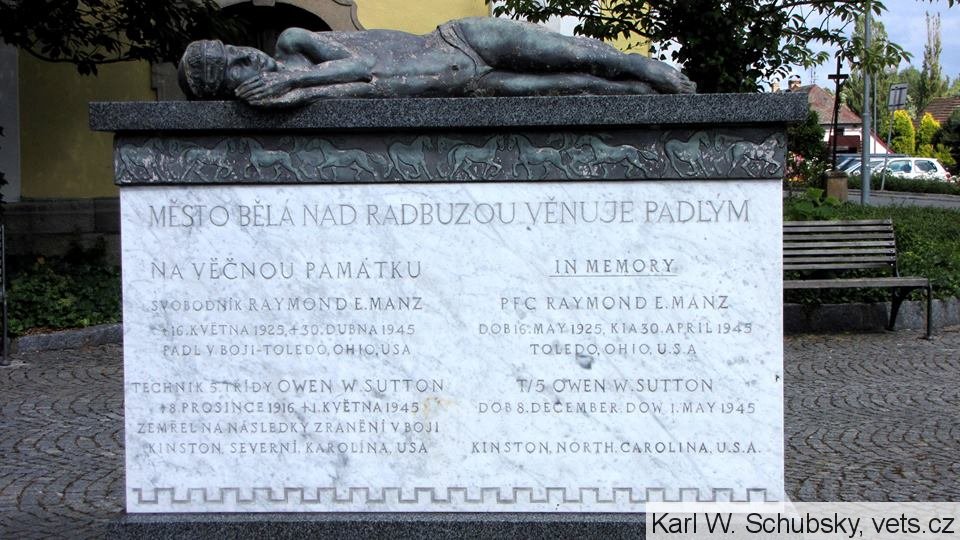 MĚSTO BĚLÁ NAD RADBUZOU VĚNUJE PADLÝM
NA VĚČNOU PAMÁTKU
SVOBODNÍK RAYMOND E. MANZ
+16. KVĚTNA 1925, +30. DUBNA 1945
PADL V BOJI - TOLEDO, OHIO, USA
TECHNIK 5. TŘÍDY OWEN W. SUTTON
+8. PROSINCE 1916 +1. KVĚTNA 1945
ZEMŘEL NA NÁSLEDKY ZRANĚNÍ V BOJI
KINSTON, SEVERNÍ. KAROLÍNA, USA
IN MEMORY
PFC RAYMOND E. MANZ
DOB 16. MAY 1925, KIA 30. APRIL 1945
TOLEDO, OHIO, U.S.A
T/5 OWEN W. SUTTON
DOB 8. DECEMBER. DOW 1. MAY 1945
KINSTON, NORTH. CAROLINA, U.S.A.
Karl W. Schubsky, vets.cz